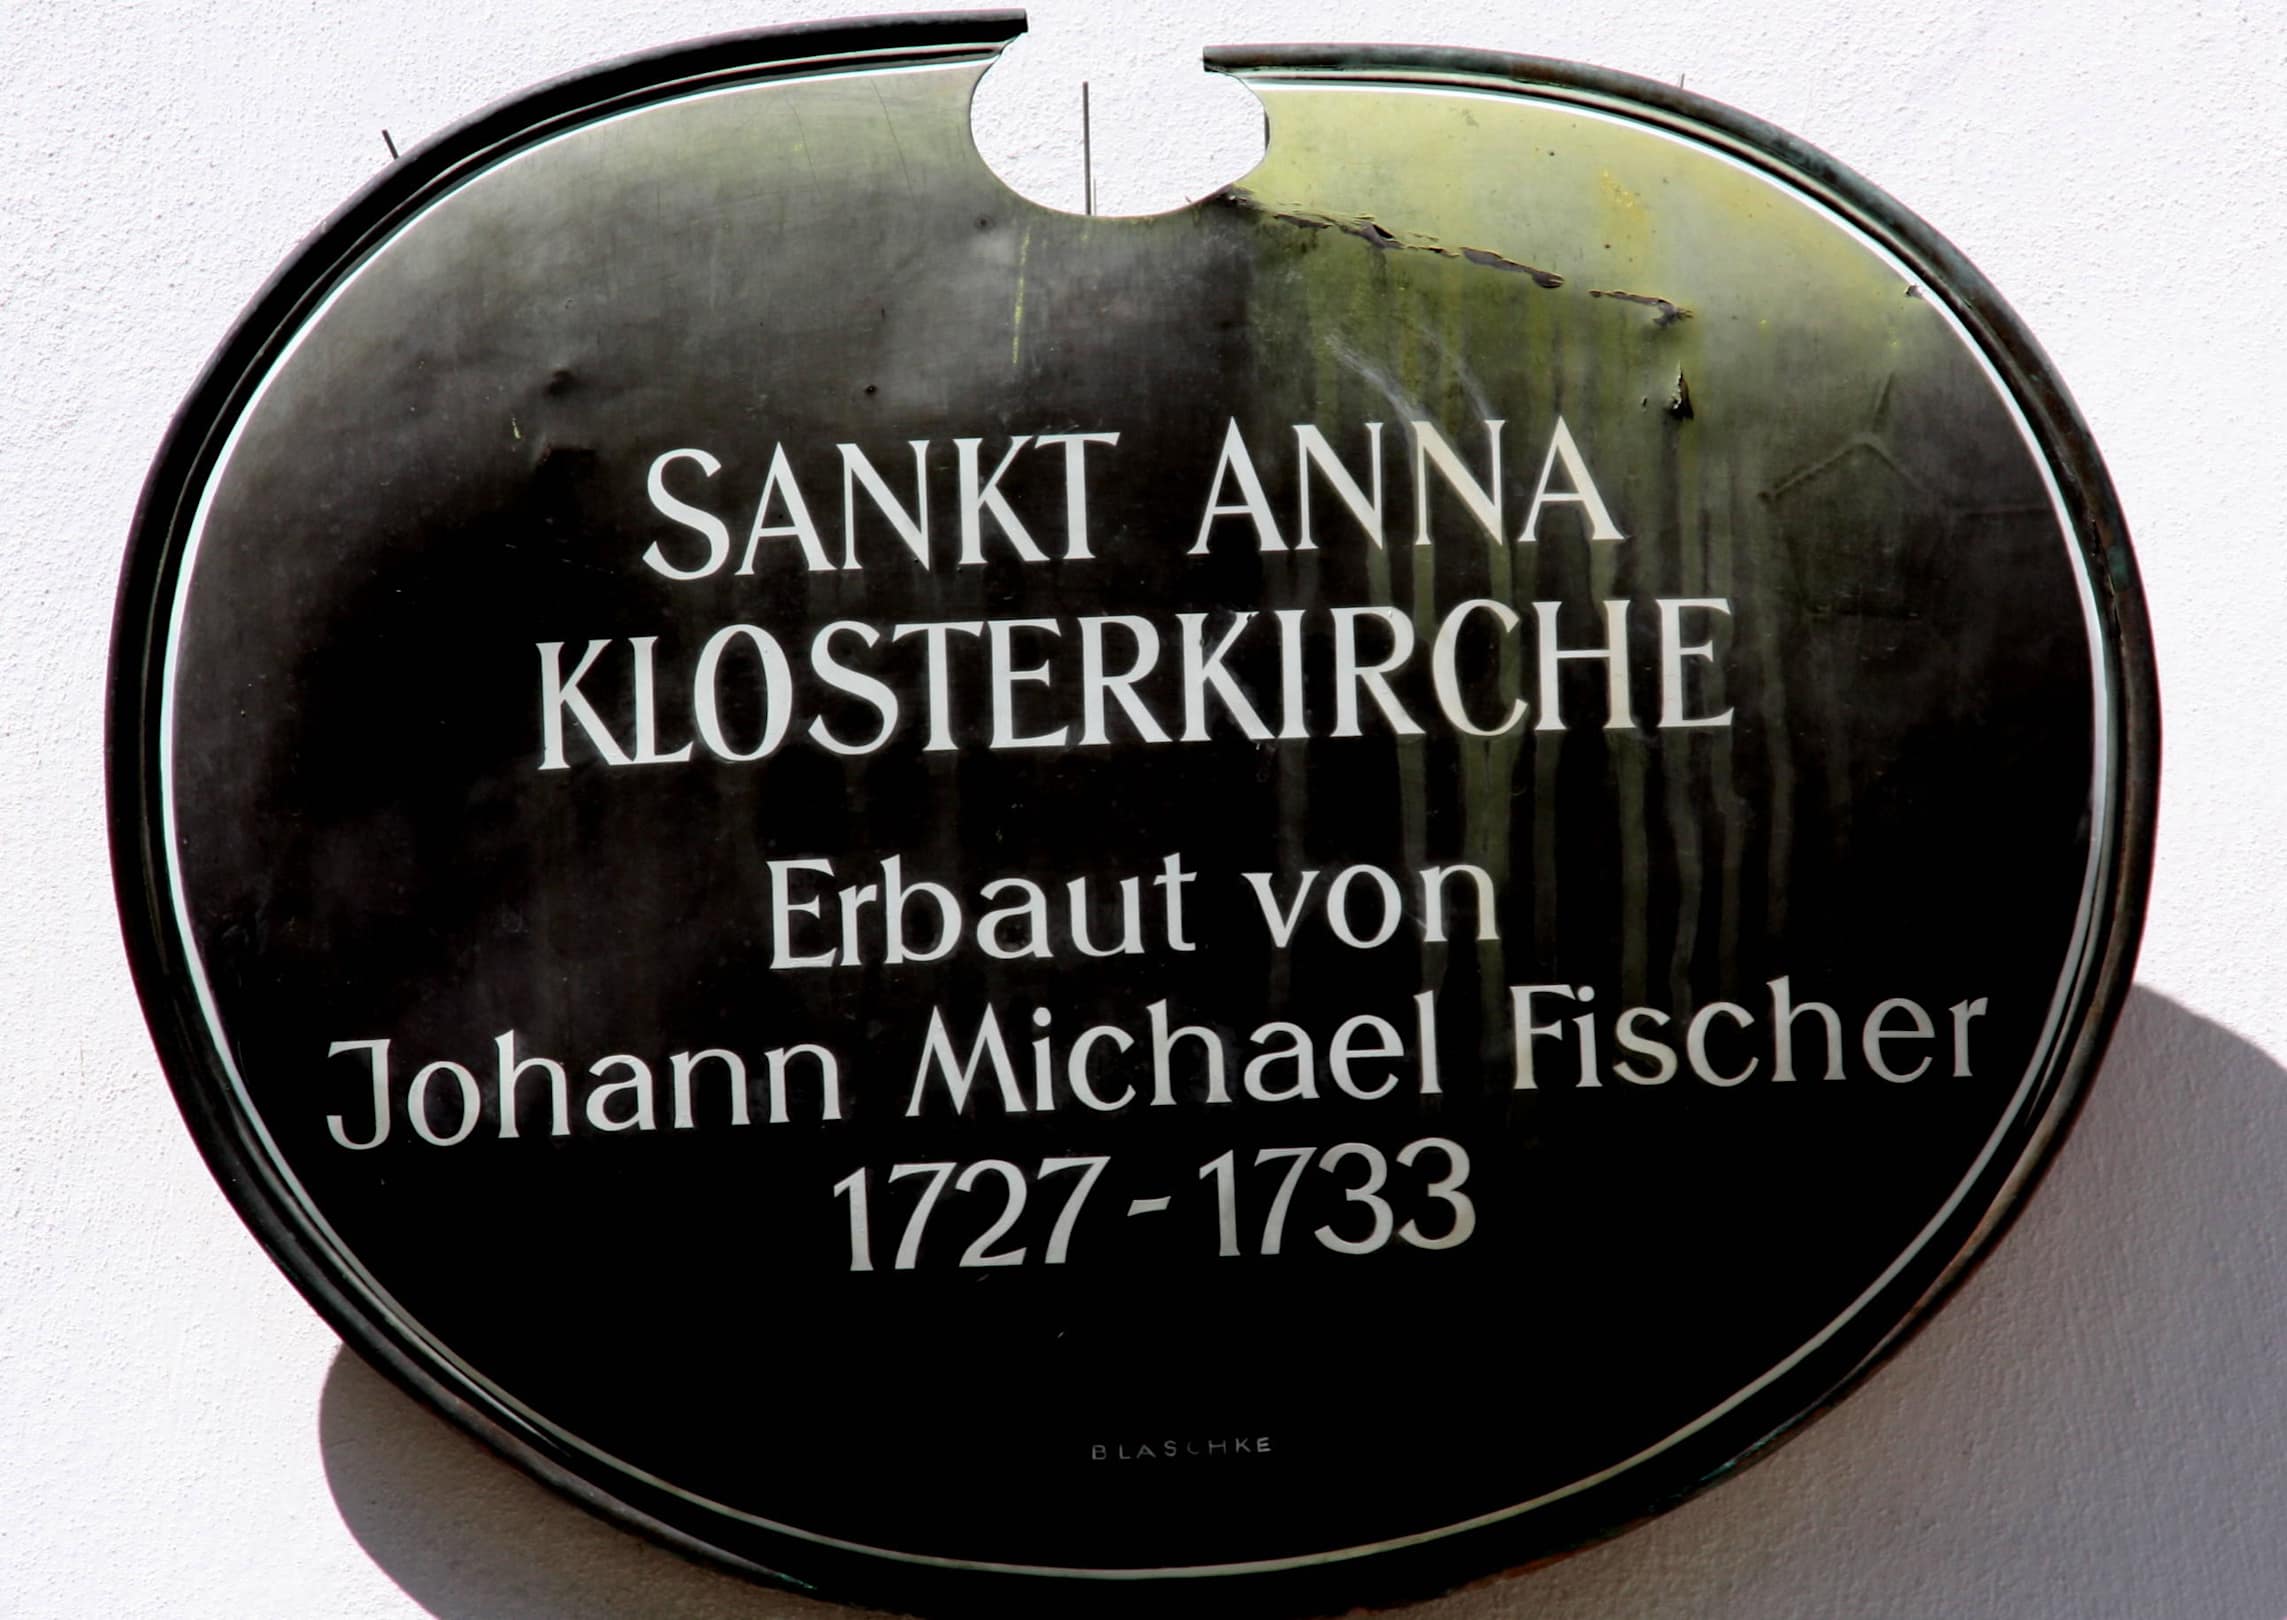 SANKT ANNA
KLOSTERKIRCHE
Erbaut von
Johann Michael Fischer
1727-1733
BLASCHKE